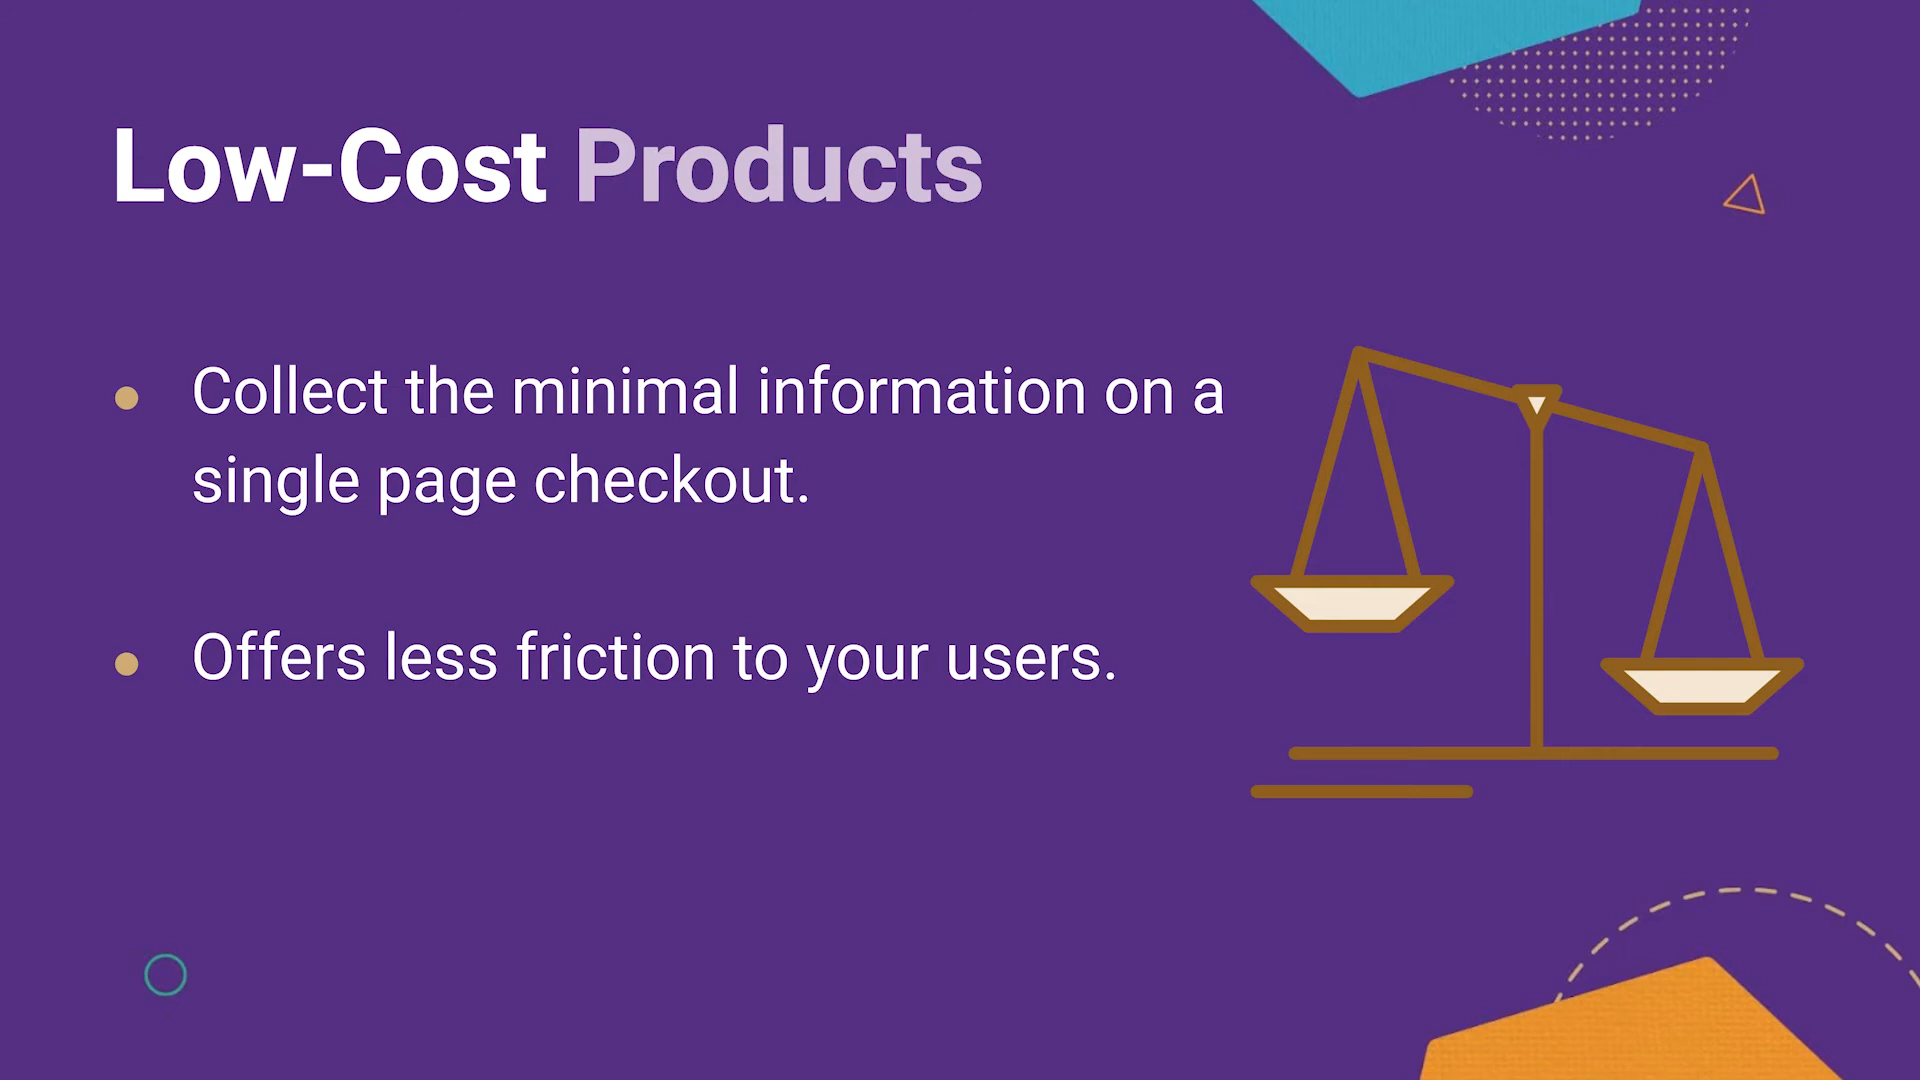 Low-Cost Products
Collect the minimal information on a
single page checkout.
Offers less friction to your users.